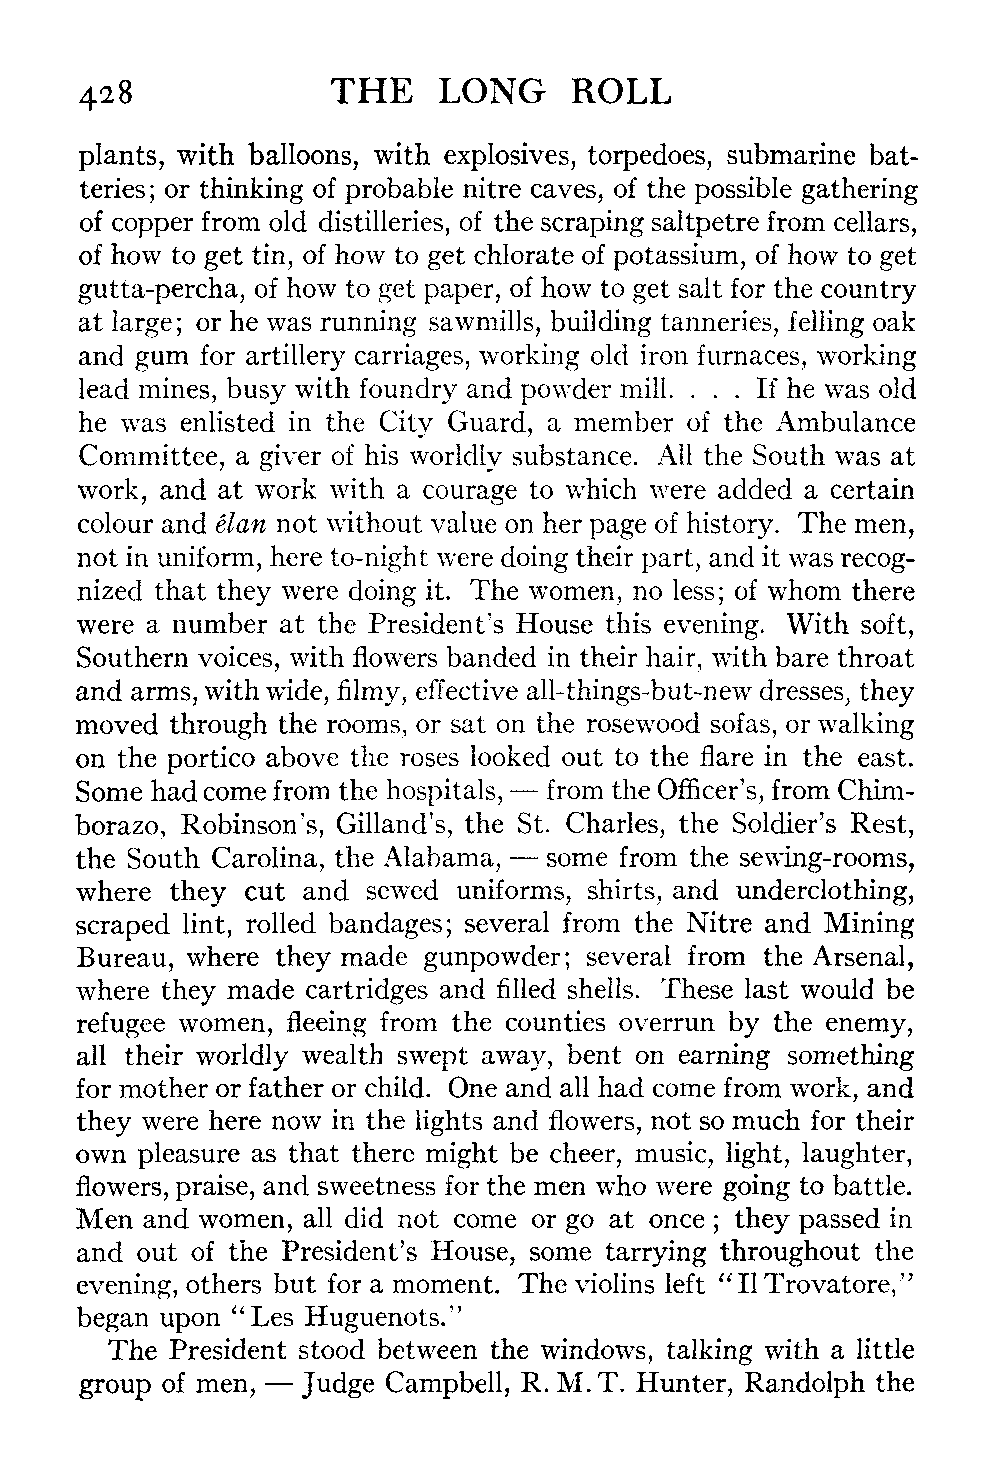 428 THE LONG ROLL
plants, with balloons, with explosives, torpedoes, submarine bat-
teries; or thinking of probable nitre caves, of the possible gathering
of copper from old distilleries, of the scraping saltpetre from cellars,
of how to get tin, of how to get chlorate of potassium, of how to get
gutta-percha, of how to get paper, of how to get salt for the country
at large; or he was running sawmills, building tanneries, felling oak
and gum for artillery carriages, working old iron furnaces, working
lead mines, busy with foundry and powder mill. . . . If he was old
he was enlisted in the City Guard, a member of the Ambulance
Committee, a giver of his worldly substance. All the South was at
work, and at work with a courage to which were added a certain
colour and élan not without value on her page of history. The men,
not in uniform, here to-night were doing their part, and it was recog-
nized that they were doing it. The women, no less; of whom there
were a number at the President's House this evening. With soft,
Southern voices, with flowers banded in their hair, with bare throat
and arms, with wide, filmy, effective all-things-but-new dresses, they
moved through the rooms, or sat on the rosewood sofas, or walking
on the portico above the roses looked out to the flare in the east.
Some had come from the hospitals, — from the Officer's, from Chim-
borazo, Robinson's, Gilland's, the St. Charles, the Soldier's Rest,
the South Carolina, the Alabama, — some from the sewing-rooms,
where they cut and sewed uniforms, shirts, and underclothing,
scraped lint, rolled bandages; several from the Nitre and Mining
Bureau, where they made gunpowder; several from the Arsenal,
where they made cartridges and filled shells. These last would be
refugee women, fleeing from the counties overrun by the enemy,
all their worldly wealth swept away, bent on earning something
for mother or father or child. One and all had come from work, and
they were here now in the lights and flowers, not so much for their
own pleasure as that there might be cheer, music, light, laughter,
flowers, praise, and sweetness for the men who were going to battle.
Men and women, all did not come or go at once ; they passed in
and out of the President's House, some tarrying throughout the
evening, others but for a moment. The violins left "Il Trovatore,"
began upon "Les Huguenots."
The President stood between the windows, talking with a little
group of men, — Judge Campbell, R. M. T. Hunter, Randolph the